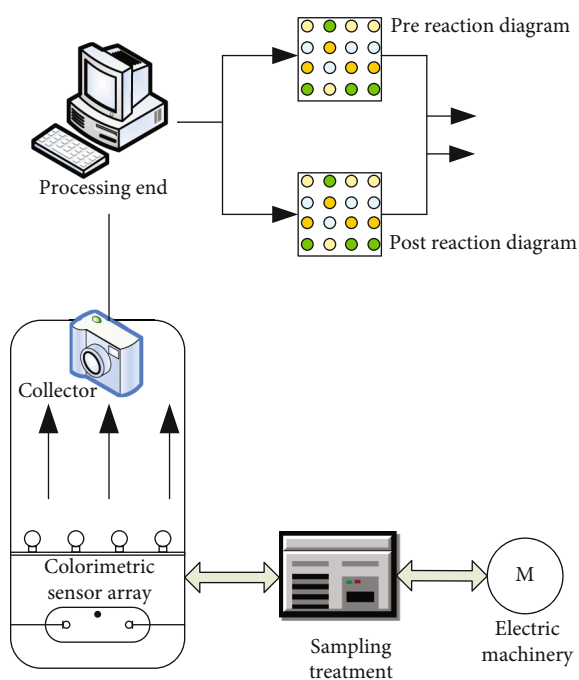 Pre reaction diagram
Processing end
Post reaction diagram
Collector
Colorimetric
sensor array
M
Sampling
treatment
Electric
machinery